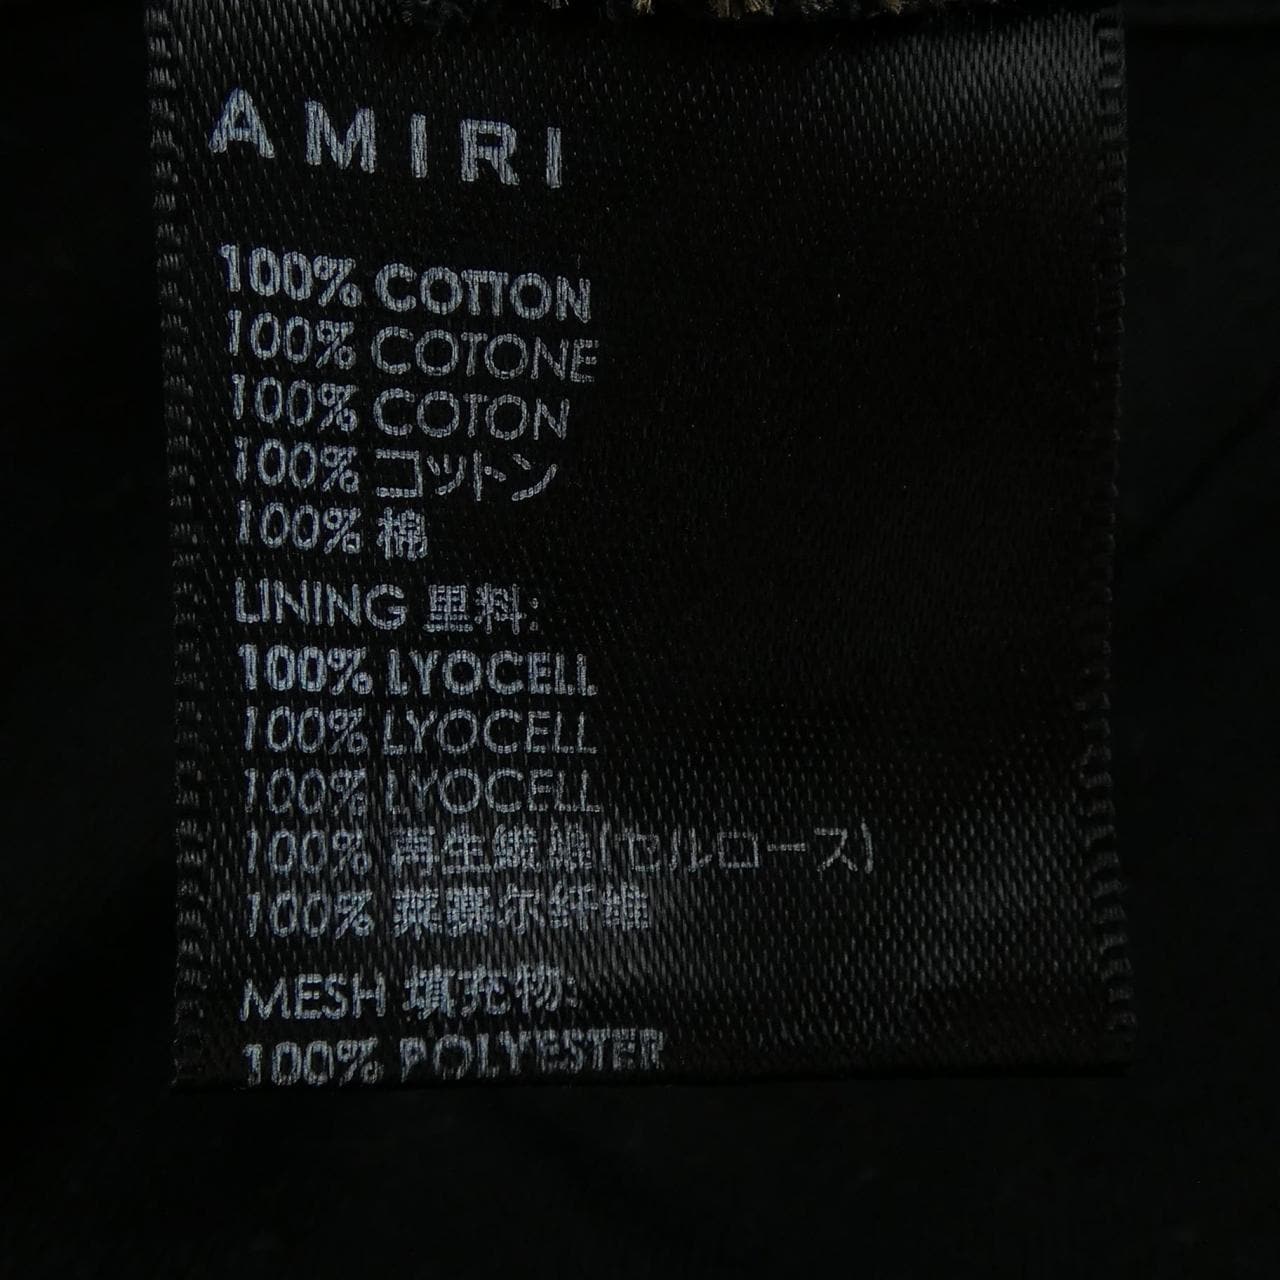 AMIRI
100% COTTON
100% COTONE
100% COTON
100% コットン
100% 棉
LINING 里料:
100% LYOCELL
100% LYOCELL
100% LYOCELL
100% 再生繊維(セルロース)
100% 莱赛尔纤维
MESH 填充物:
100% POLYESTER